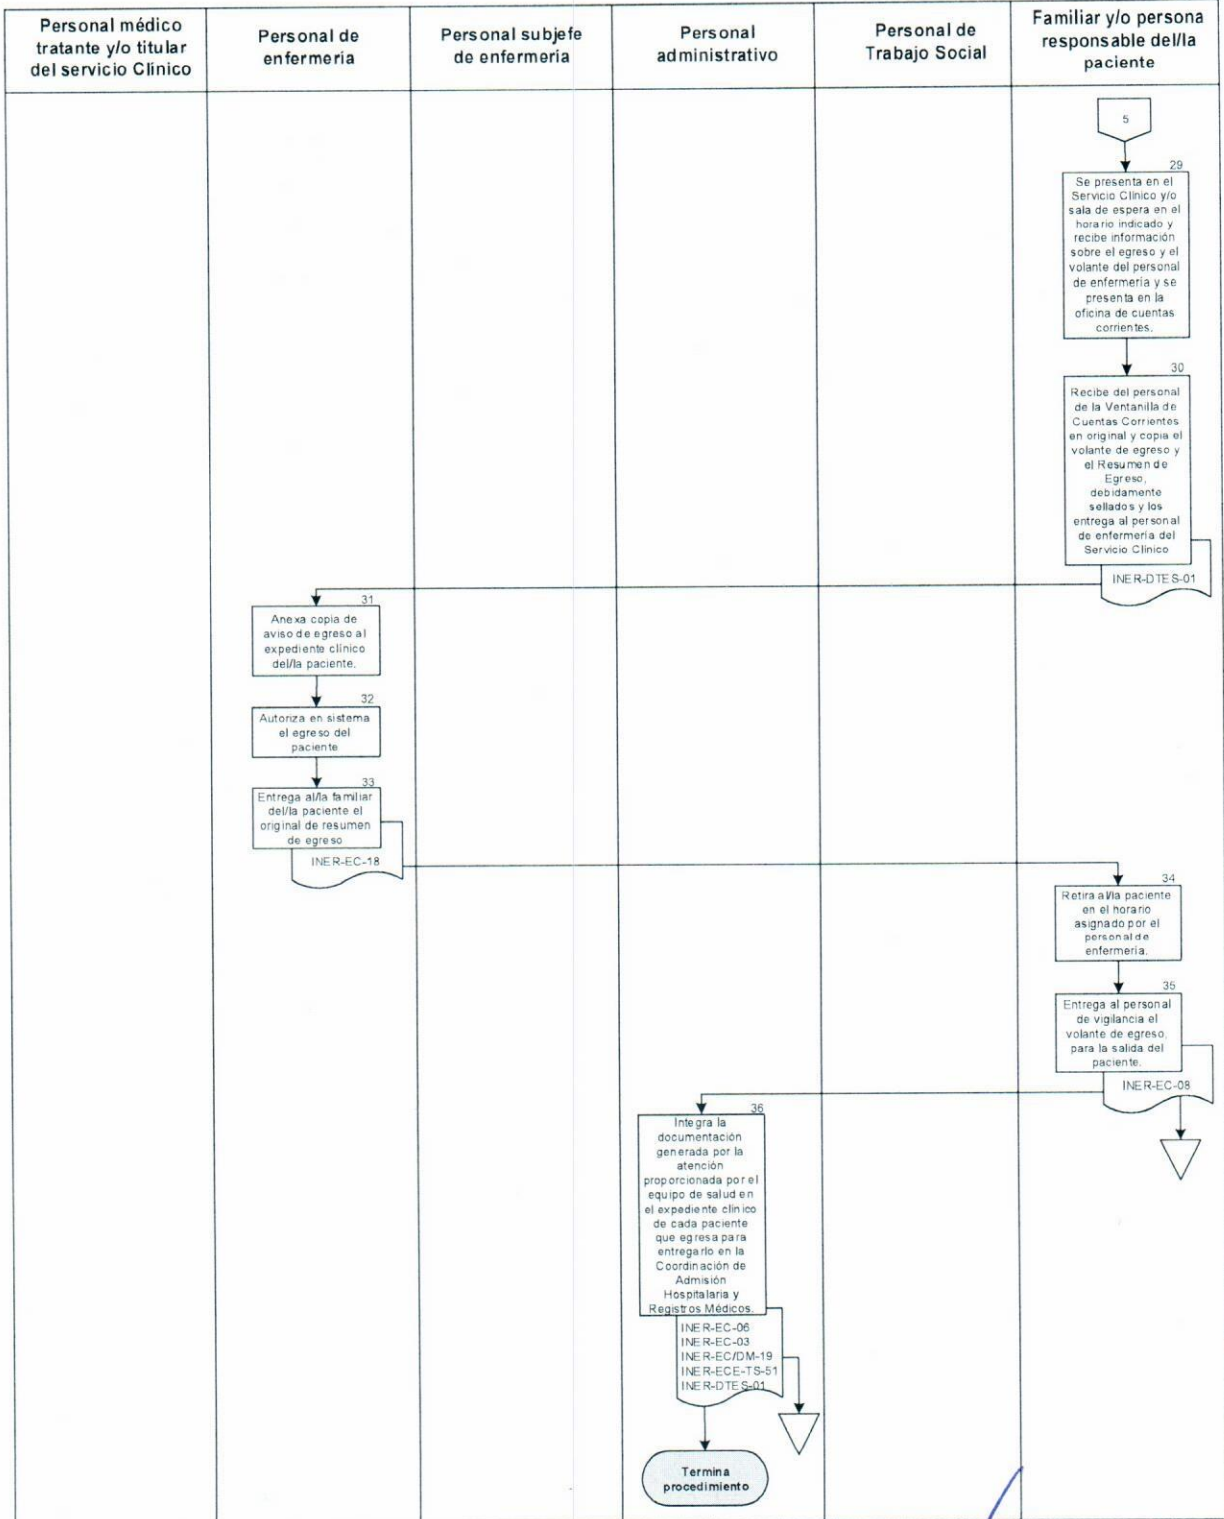 Personal médico
tratante y/o titular
del servicio Clínico
Personal de
enfermería
Personal subjefe
de enfermería
Personal
administrativo
Personal de
Trabajo Social
Familiar y/o persona
responsable del/la
paciente
5
29
Se presenta en el
Servicio Clínico y/o
sala de espera en el
horario indicado y
recibe información
sobre el egreso y el
volante del personal
de enfermería y se
presenta en la
oficina de cuentas
corrientes.
30
Recibe del personal
de la Ventanilla de
Cuentas Corrientes
en original y copia el
volante de egreso y
el Resumen de
Egreso,
debidamente
sellados y los
entrega al personal
de enfermería del
Servicio Clínico
INER-DTES-01
31
Anexa copia de
aviso de egreso al
expediente clínico
del/la paciente.
32
Autoriza en sistema
el egreso del
paciente
33
Entrega al/la familiar
del/la paciente el
original de resumen
de egreso
INER-EC-18
34
Retira al/la paciente
en el horario
asignado por el
personal de
enfermería.
35
Entrega al personal
de vigilancia el
volante de egreso,
para la salida del
paciente.
INER-EC-08
36
Integra la
documentación
generada por la
atención
proporcionada por el
equipo de salud en
el expediente clínico
de cada paciente
que egresa para
entregarlo en la
Coordinación de
Admisión
Hospitalaria y
Registros Médicos.
INER-EC-06
INER-EC-03
INER-EC/DM-19
INER-ECE-TS-51
INER-DTES-01
Termina
procedimiento